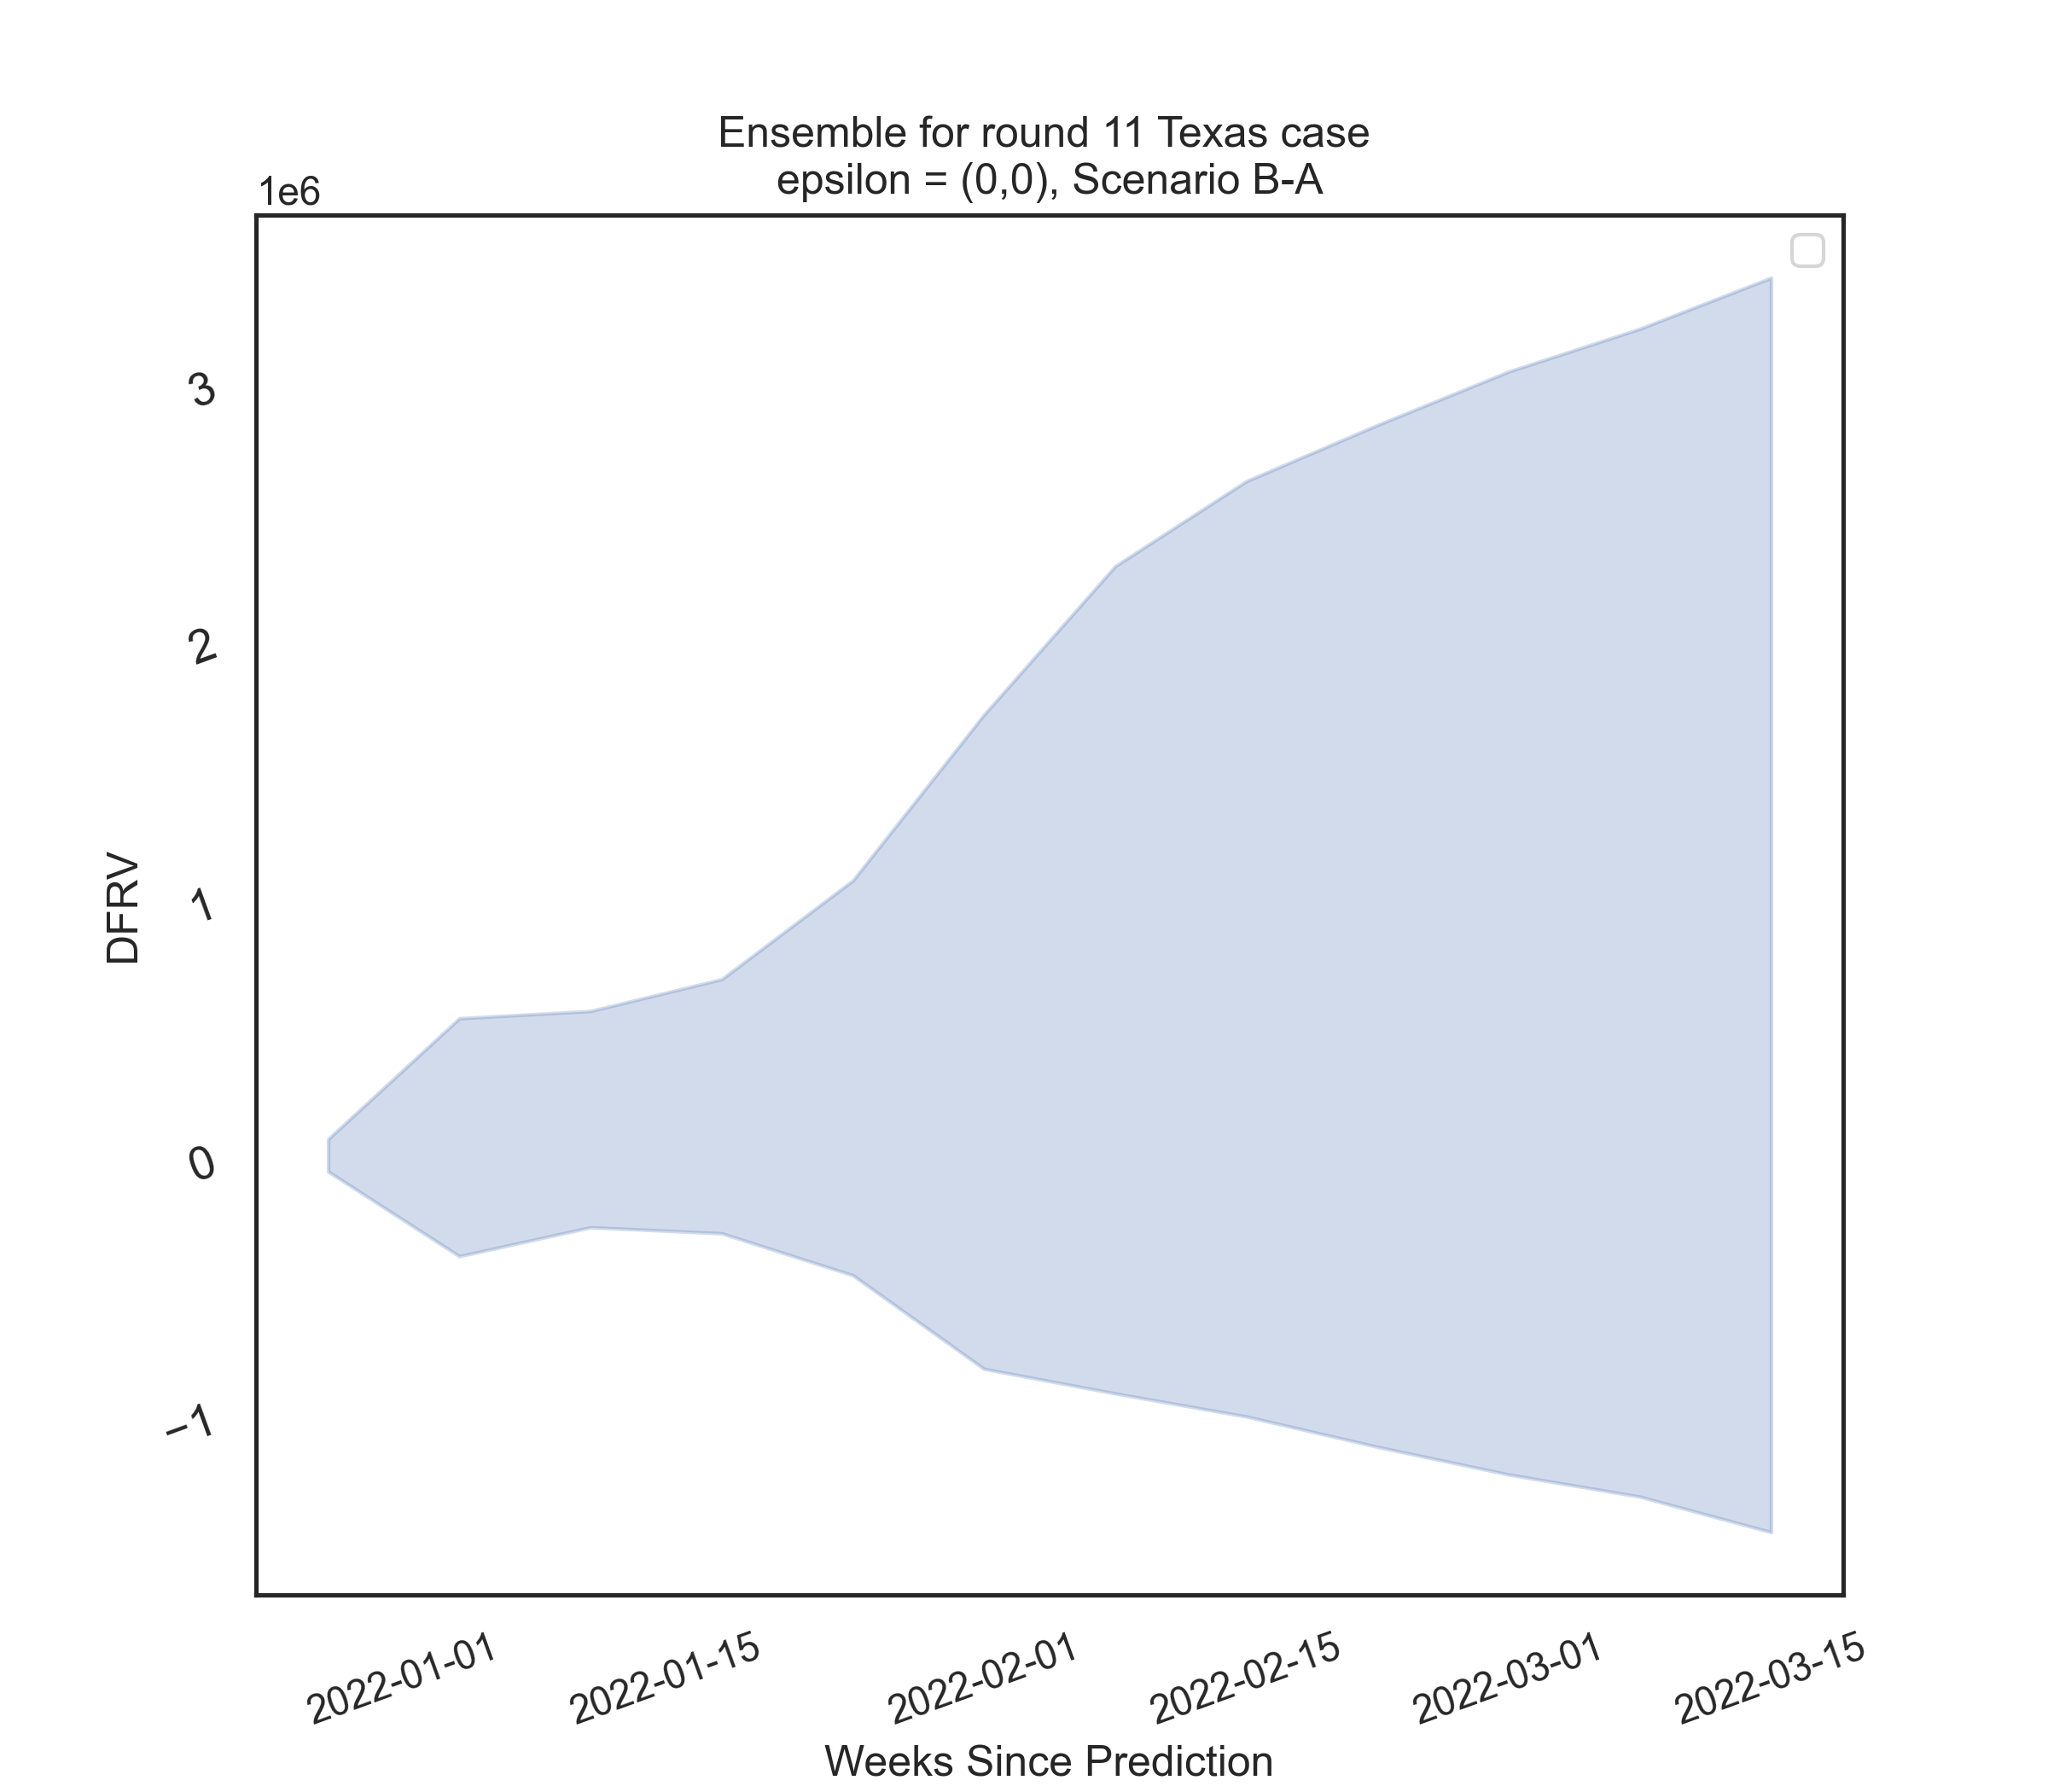 Ensemble for round 11 Texas case
epsilon = (0,0), Scenario B-A
1e6
3
2
1
0
−1
DFRV
2022-01-01
2022-01-15
2022-02-01
2022-02-15
2022-03-01
2022-03-15
Weeks Since Prediction